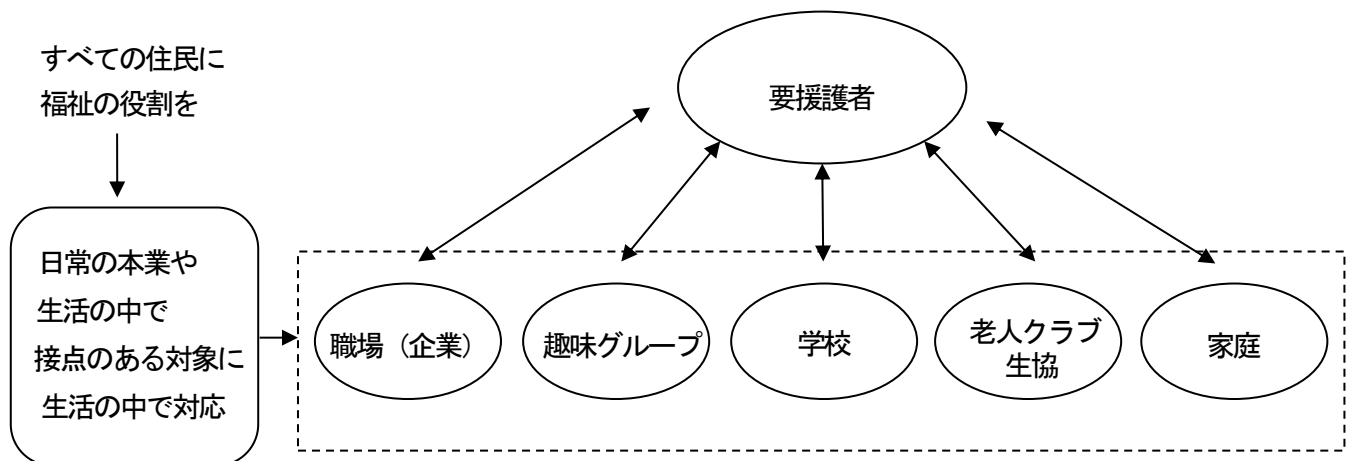 すべての住民に
福祉の役割を
要援護者
日常の本業や
生活の中で
接点のある対象に
生活の中で対応
職場（企業）
趣味グループ
学校
老人クラブ
生協
家庭